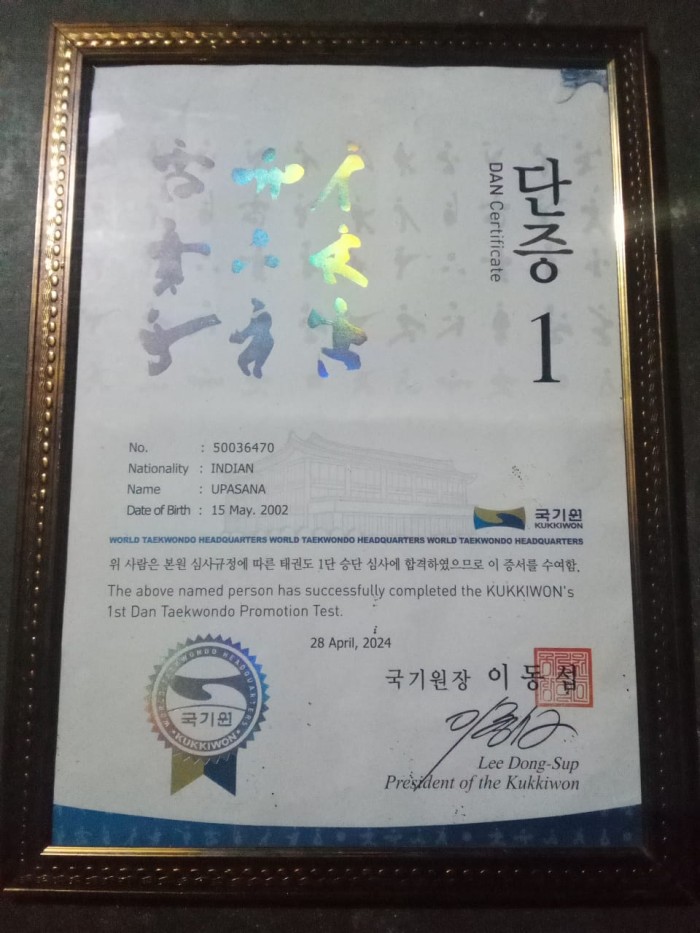 단증
DAN Certificate
1
No. : 50036470
Nationality : INDIAN
Name : UPASANA
Date of Birth : 15 May. 2002
국기원
KUKKIWON
WORLD TAEKWONDO HEADQUARTERS WORLD TAEKWONDO HEADQUARTERS WORLD TAEKWONDO HEADQUARTERS
위 사람은 본원 심사규정에 따른 태권도 1단 승단 심사에 합격하였으므로 이 증서를 수여함.
The above named person has successfully completed the KUKKIWON's
1st Dan Taekwondo Promotion Test.
28 April, 2024
국기원장 이동섭
Lee Dong-Sup
President of the Kukkiwon
WORLD TAEKWONDO HEADQUARTERS
국기원
KUKKIWON